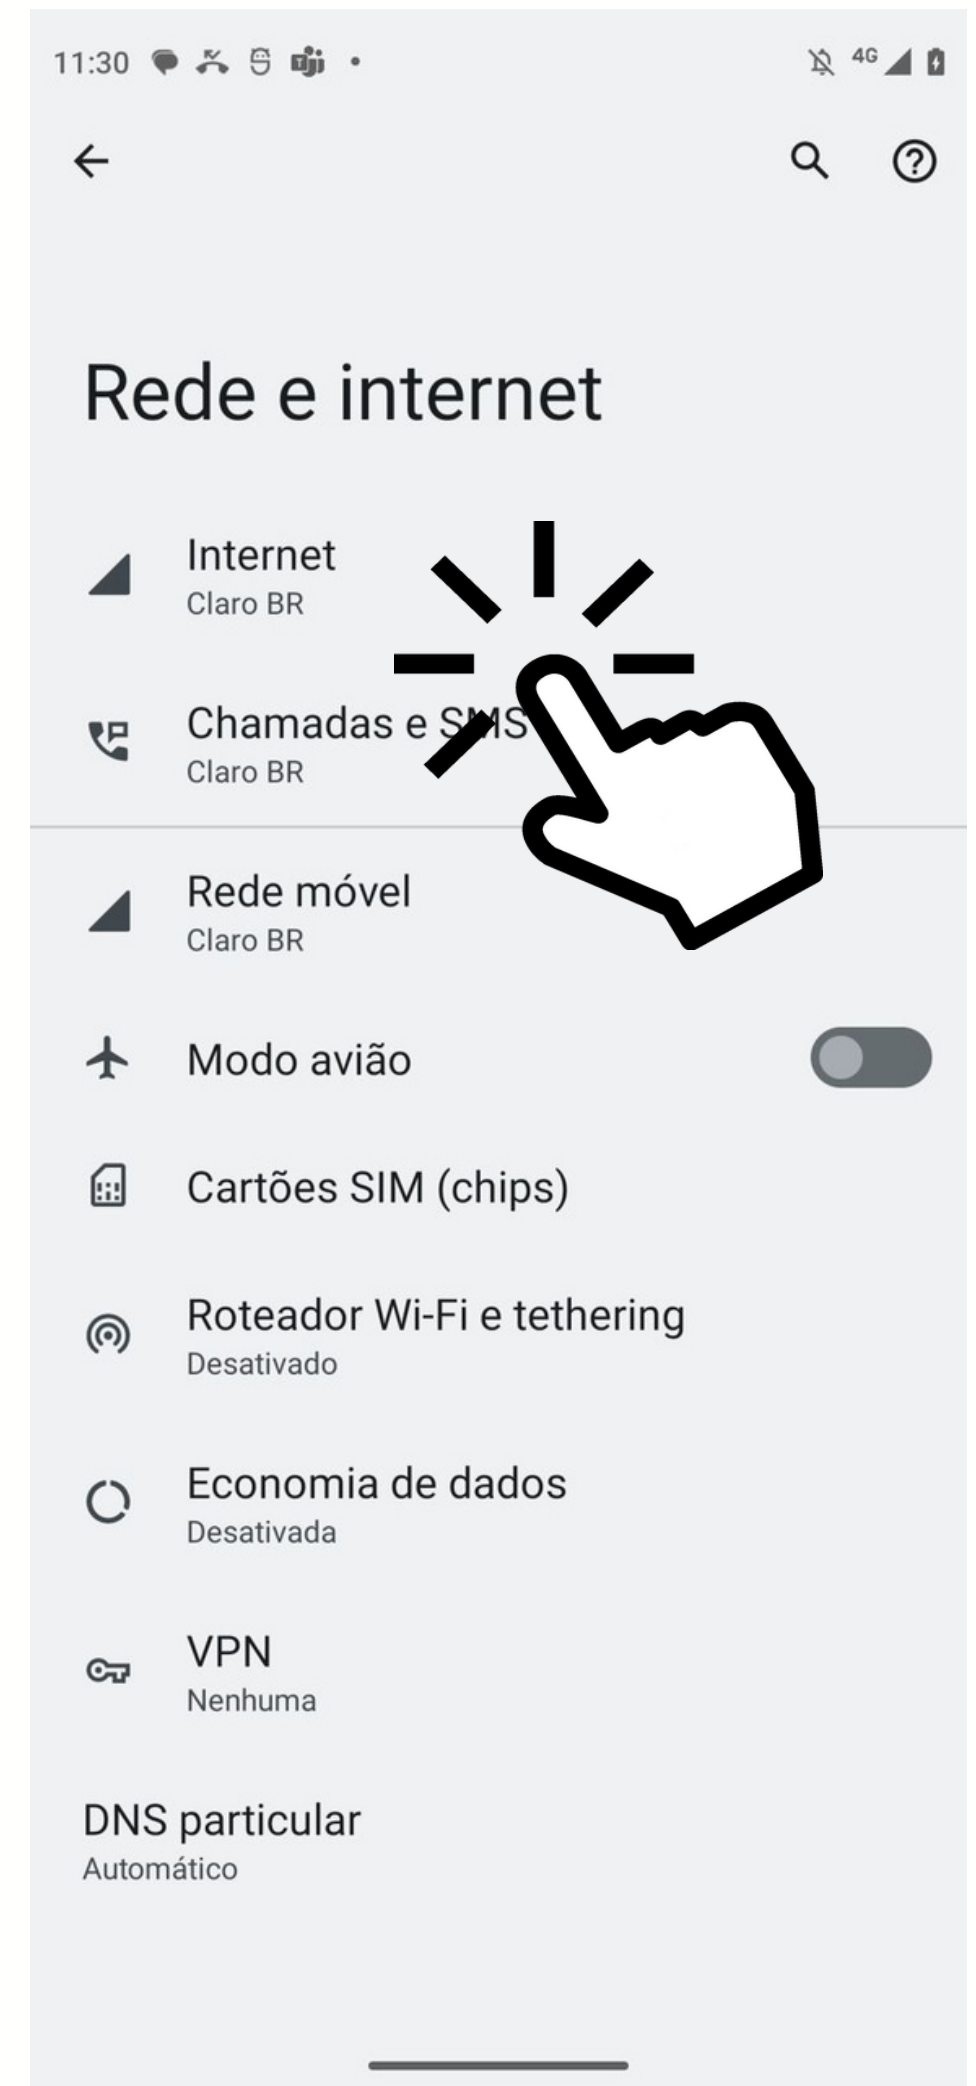 11:30
4G
Rede e internet
Internet
Claro BR
Chamadas e SMS
Claro BR
Rede móvel
Claro BR
Modo avião
Cartões SIM (chips)
Roteador Wi-Fi e tethering
Desativado
Economia de dados
Desativada
VPN
Nenhuma
DNS particular
Automático